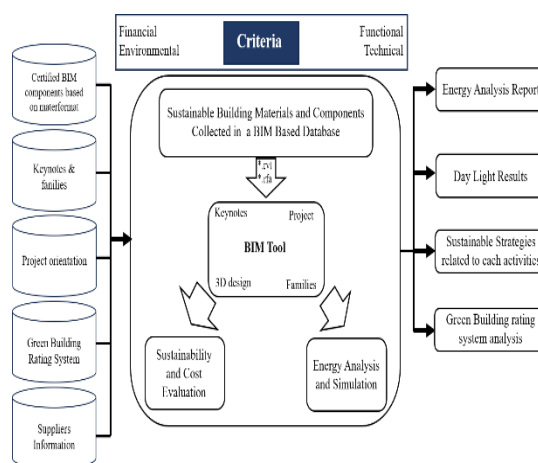 Financial
Environmental
Criteria
Functional
Technical
Certified BIM
components based
on materformat
Keynotes &
families
Project orientation
Green Building
Rating System
Suppliers
Information
Sustainable Building Materials and Components
Collected in a BIM Based Database
*.rvt
*.rfa
Keynotes
Project
BIM Tool
3D design
Families
Sustainability
and Cost
Evaluation
Energy Analysis
and Simulation
Energy Analysis Report
Day Light Results
Sustainable Strategies
related to each activities
Green Building rating
system analysis